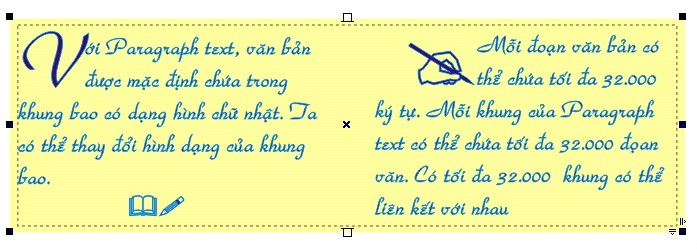 Với Paragraph text, văn bản
được mặc định chứa trong
khung bao có dạng hình chữ nhật. Ta
có thể thay đổi hình dạng của khung
bao.
Mỗi đoạn văn bản có
thể chứa tối đa 32.000
ký tự. Mỗi khung của Paragraph
text có thể chứa tối đa 32.000 đọan
văn. Có tối đa 32.000 khung có thể
liên kết với nhau